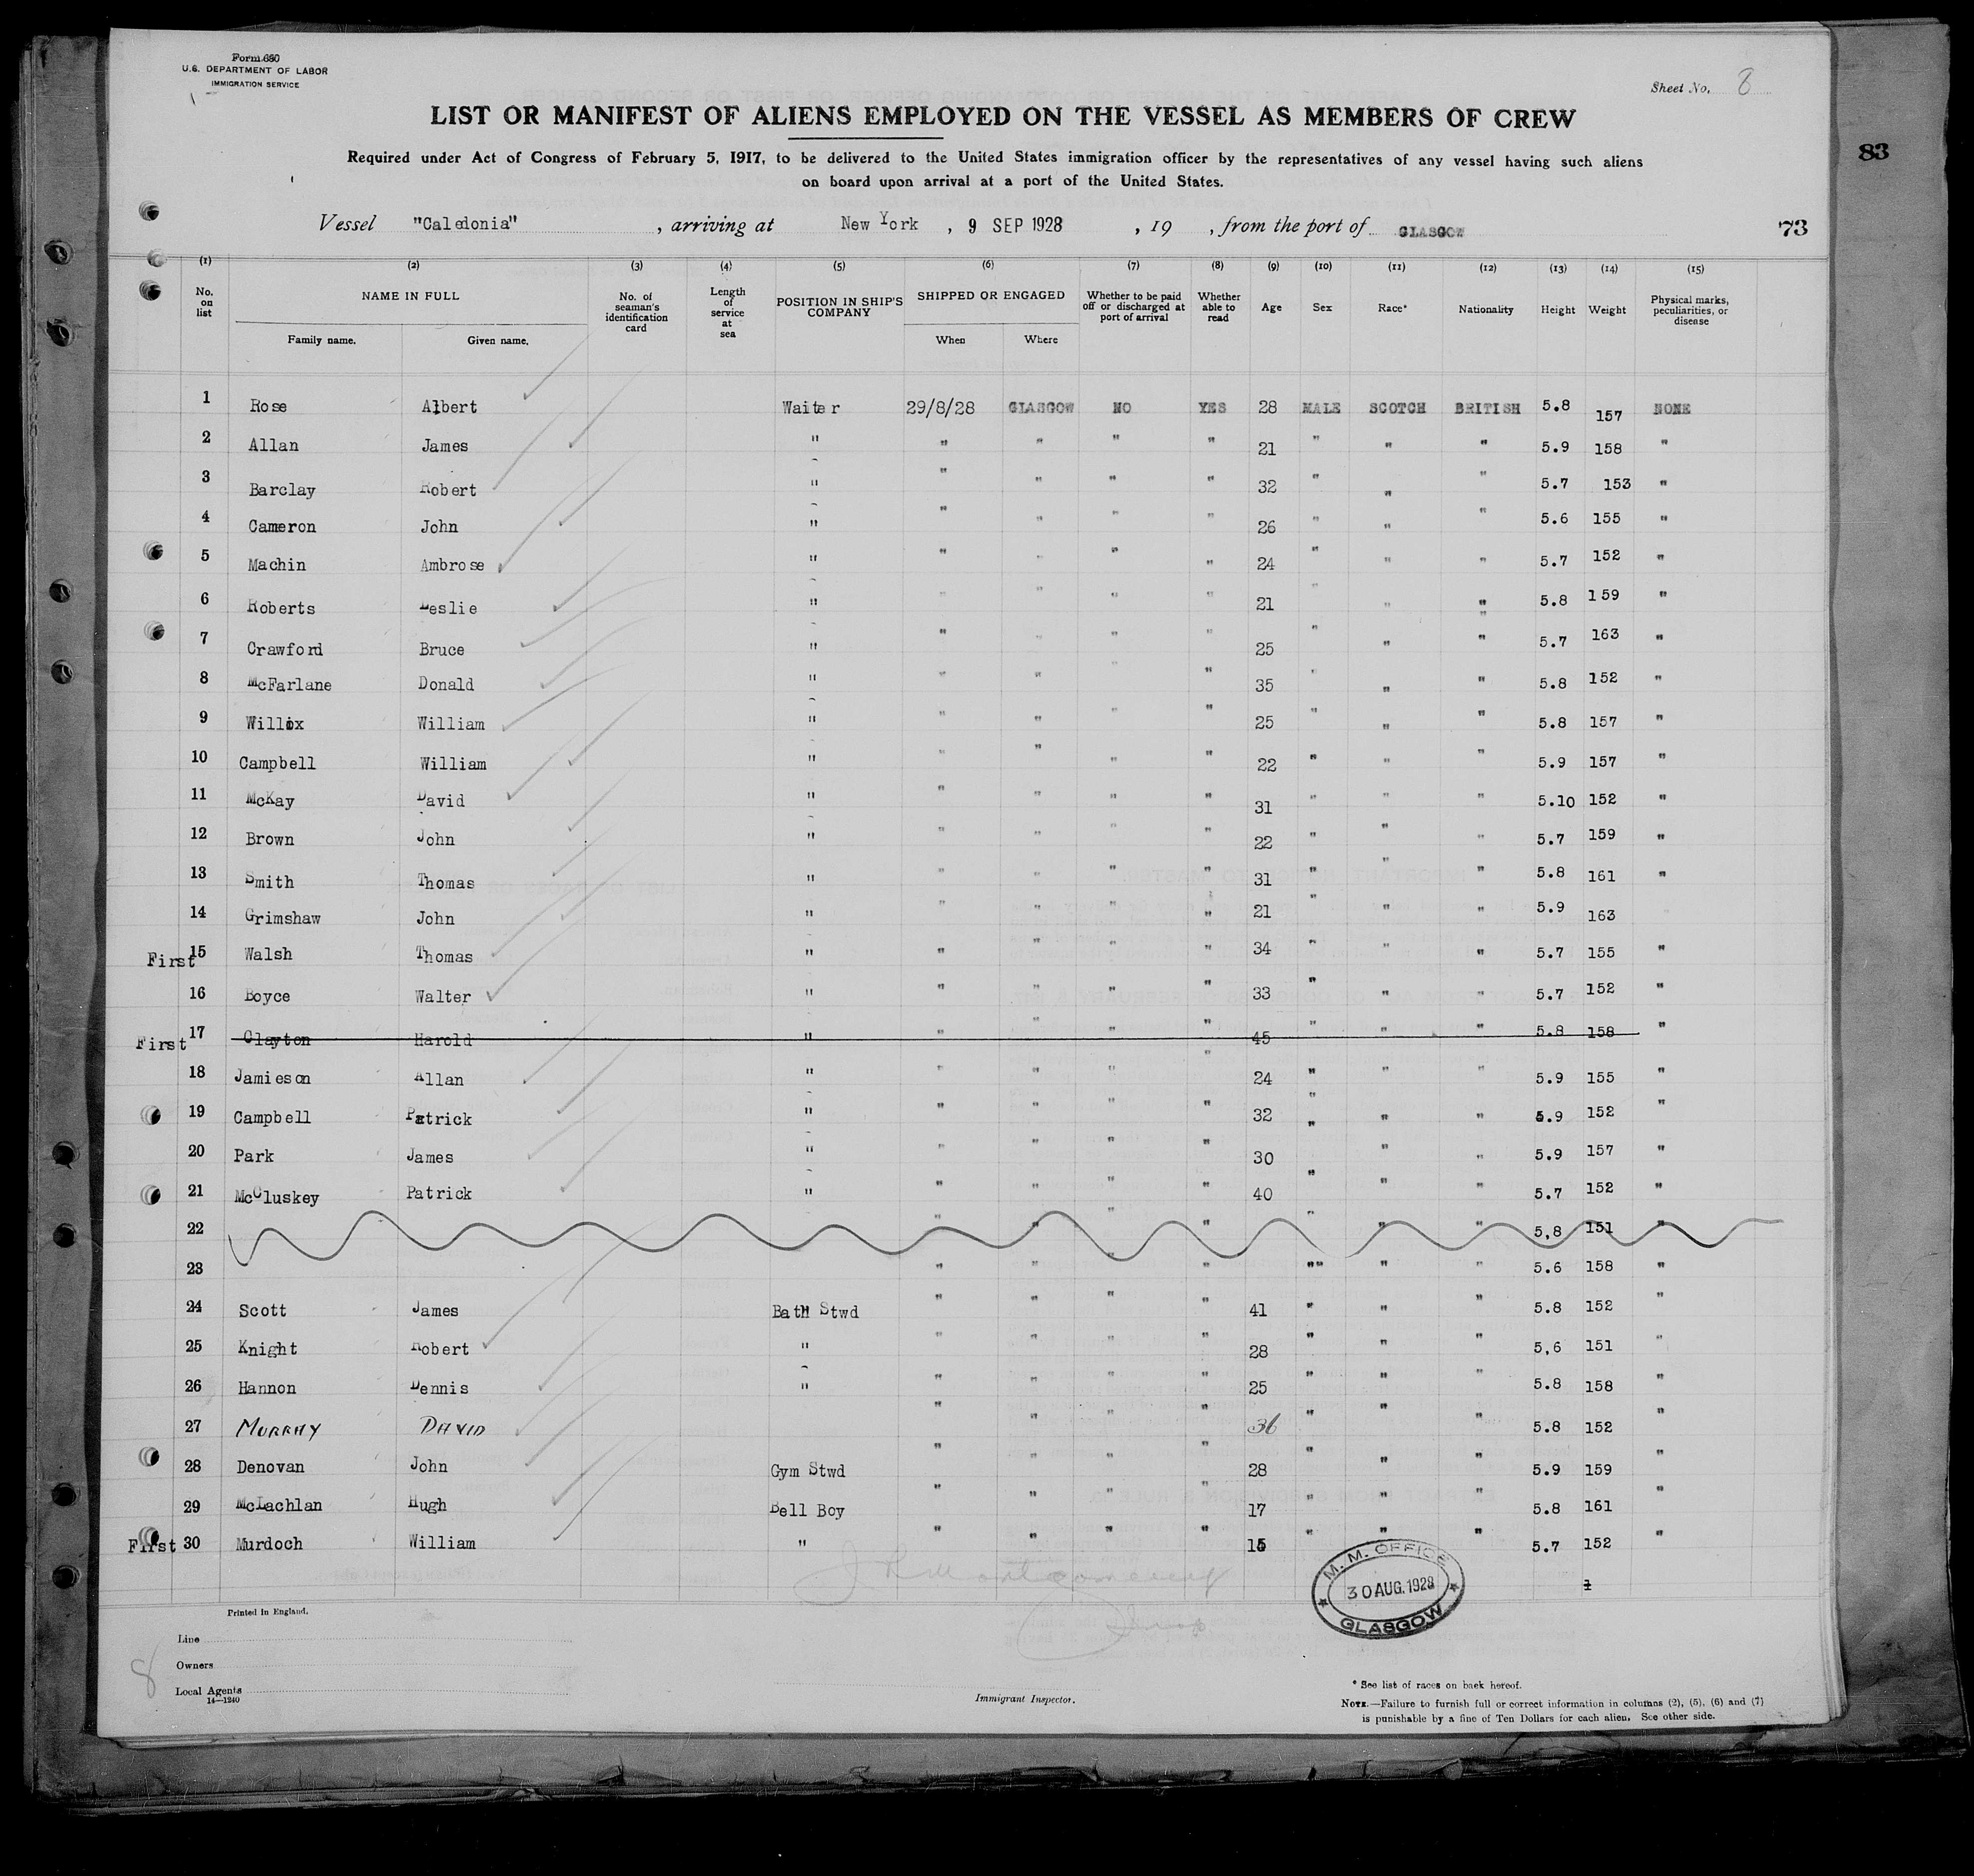 Form 680
U.S. DEPARTMENT OF LABOR
IMMIGRATION SERVICE
Sheet No. 8
LIST OR MANIFEST OF ALIENS EMPLOYED ON THE VESSEL AS MEMBERS OF CREW
83
Required under Act of Congress of February 5, 1917, to be delivered to the United States immigration officer by the representatives of any vessel having such aliens
on board upon arrival at a port of the United States.
Vessel "Caledonia" , arriving at New York , 9 SEP 1928 , 19 , from the port of GLASGOW 73
(1) (2) (3) (4) (5) (6) (7) (8) (9) (10) (11) (12) (13) (14) (15)
No. on list NAME IN FULL Family name. Given name. No. of seaman's identification card Length of service at sea POSITION IN SHIP'S COMPANY SHIPPED OR ENGAGED When Where Whether to be paid off or discharged at port of arrival Whether able to read Age Sex Race* Nationality Height Weight Physical marks, peculiarities, or disease
1 Rose Albert Waiter 29/8/28 GLASGOW NO YES 28 MALE SCOTCH BRITISH 5.8 157 NONE
2 Allan James " " " " " 21 " " " 5.9 158 "
3 Barclay Robert " " " " " 32 " " " 5.7 153 "
4 Cameron John " " " " " 26 " " " 5.6 155 "
5 Machin Ambrose " " " " " 24 " " " 5.7 152 "
6 Roberts Leslie " " " " " 21 " " " 5.8 159 "
7 Crawford Bruce " " " " " 25 " " " 5.7 163 "
8 McFarlane Donald " " " " " 35 " " " 5.8 152 "
9 Willox William " " " " " 25 " " " 5.8 157 "
10 Campbell William " " " " " 22 " " " 5.9 157 "
11 McKay David " " " " " 31 " " " 5.10 152 "
12 Brown John " " " " " 22 " " " 5.7 159 "
13 Smith Thomas " " " " " 31 " " " 5.8 161 "
14 Grimshaw John " " " " " 21 " " " 5.9 163
First 15 Walsh Thomas " " " " " 34 " " " 5.7 155 "
16 Boyce Walter " " " " " 33 " " " 5.7 152 "
First 17 Clayton Harold " " " " " 45 " " " 5.8 158 "
18 Jamieson Allan " " " " " 24 " " " 5.9 155 "
19 Campbell Patrick " " " " " 32 " " " 5.9 152 "
20 Park James " " " " " 30 " " " 5.9 157 "
21 McCluskey Patrick " " " " " 40 " " " 5.7 152 "
22 " " " " " " " 5,8 151 "
23 " " " " "" " " 5.6 158 "
24 Scott James Bath Stwd " " " " 41 " " " 5.8 152 "
25 Knight Robert " " " " " 28 " " " 5,6 151 "
26 Hannon Dennis " " " " " 25 " " " 5.8 158 "
27 MURRAY DAVID " " " " 36 " " " 5.8 152 "
28 Denovan John Gym Stwd " " " " 28 " " " 5.9 159 "
29 McLachlan Hugh Bell Boy " " " " 17 " " " 5.8 161 "
First 30 Murdoch William " " " " " 15 " " " 5.7 152 "
M. M. OFFICE
30 AUG. 1928
GLASGOW
1
Printed in England.
Line
Owners
Local Agents
14—1240
8
Immigrant Inspector.
* See list of races on back hereof.
NOTE.—Failure to furnish full or correct information in columns (2), (5), (6) and (7)
is punishable by a fine of Ten Dollars for each alien. See other side.